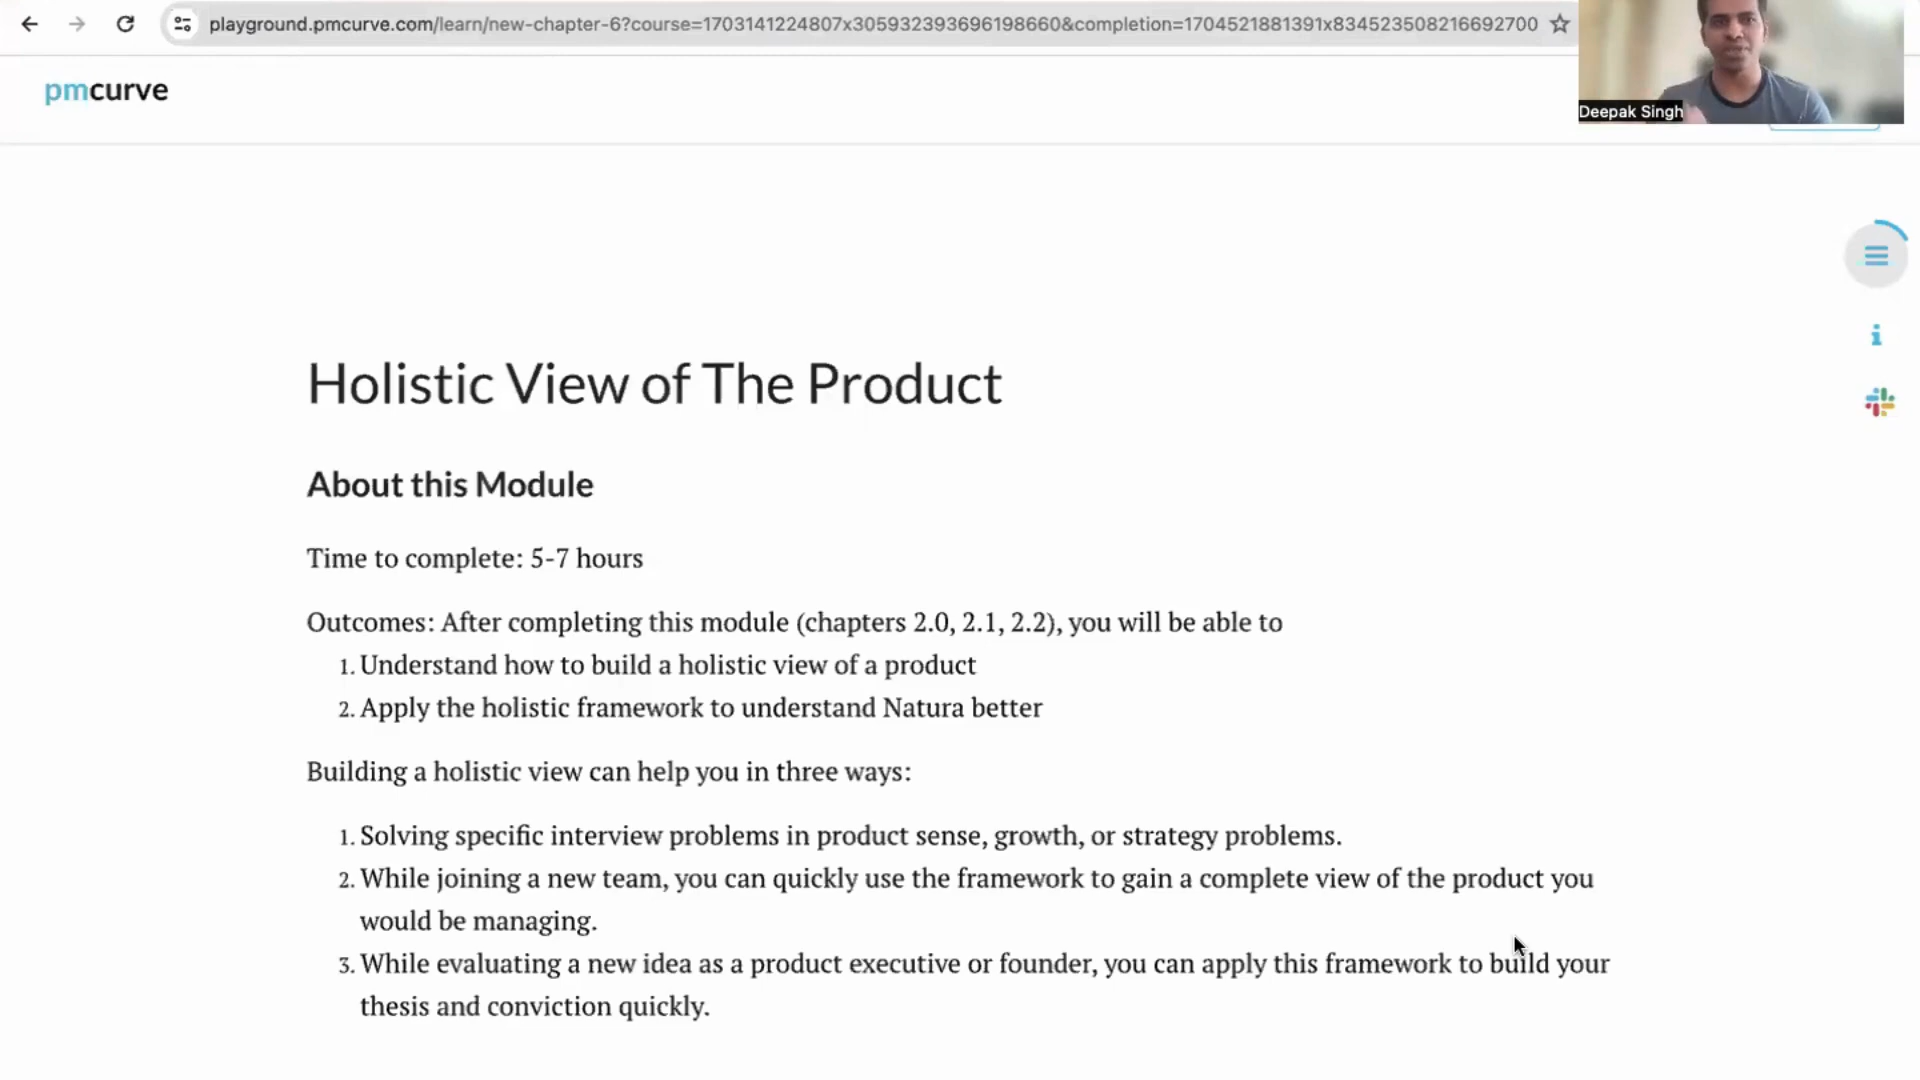 playground.pmcurve.com/learn/new-chapter-6?course=1703141224807x305932393696198660&completion=1704521881391x834523508216692700
pmcurve
Deepak Singh
Holistic View of The Product
About this Module
Time to complete: 5-7 hours
Outcomes: After completing this module (chapters 2.0, 2.1, 2.2), you will be able to
1. Understand how to build a holistic view of a product
2. Apply the holistic framework to understand Natura better
Building a holistic view can help you in three ways:
1. Solving specific interview problems in product sense, growth, or strategy problems.
2. While joining a new team, you can quickly use the framework to gain a complete view of the product you
would be managing.
3. While evaluating a new idea as a product executive or founder, you can apply this framework to build your
thesis and conviction quickly.